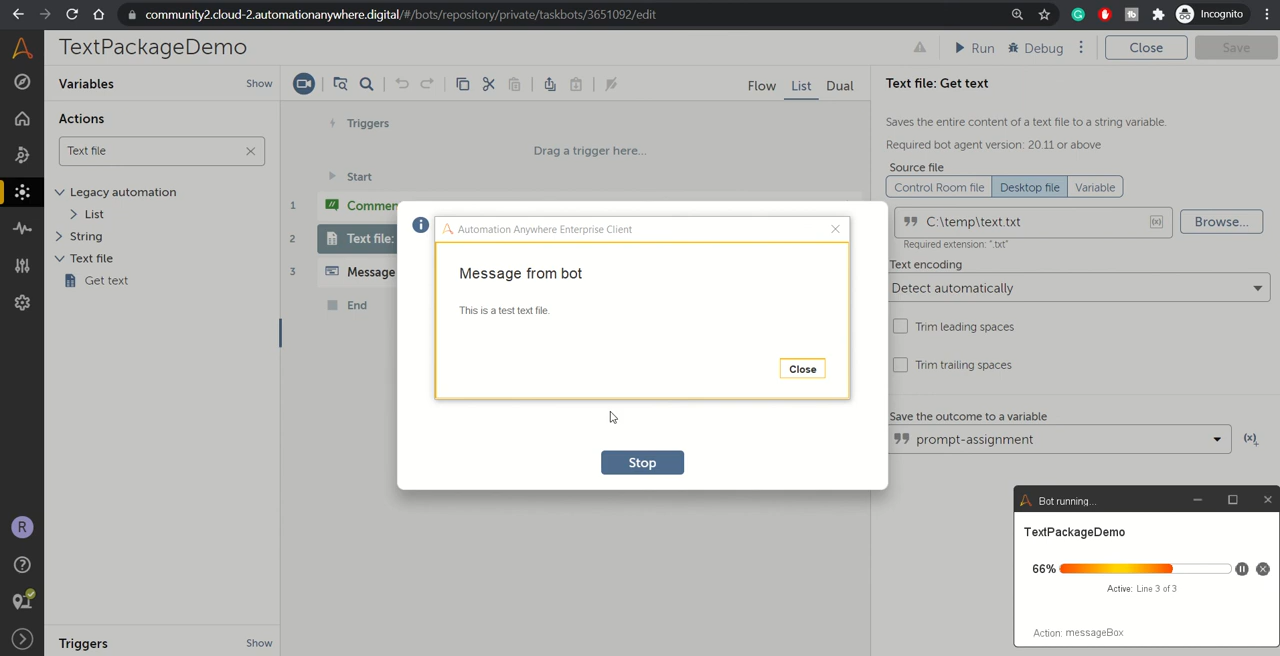 community2.cloud-2.automationanywhere.digital/#/bots/repository/private/taskbots/3651092/edit
Incognito
TextPackageDemo
Run
Debug
Close
Save
Variables
Show
Actions
Text file
Legacy automation
List
String
Text file
Get text
Triggers
Show
R
Flow
List
Dual
Triggers
Drag a trigger here...
Start
1
Commen
2
Text file:
3
Message
End
Automation Anywhere Enterprise Client
Message from bot
This is a test text file.
Close
Stop
Text file: Get text
Saves the entire content of a text file to a string variable.
Required bot agent version: 20.11 or above
Source file
Control Room file
Desktop file
Variable
C:\temp\text.txt
(x)
Browse...
Required extension: ".txt"
Text encoding
Detect automatically
Trim leading spaces
Trim trailing spaces
Save the outcome to a variable
prompt-assignment
(x)+
Bot running...
TextPackageDemo
66%
Active: Line 3 of 3
Action: messageBox